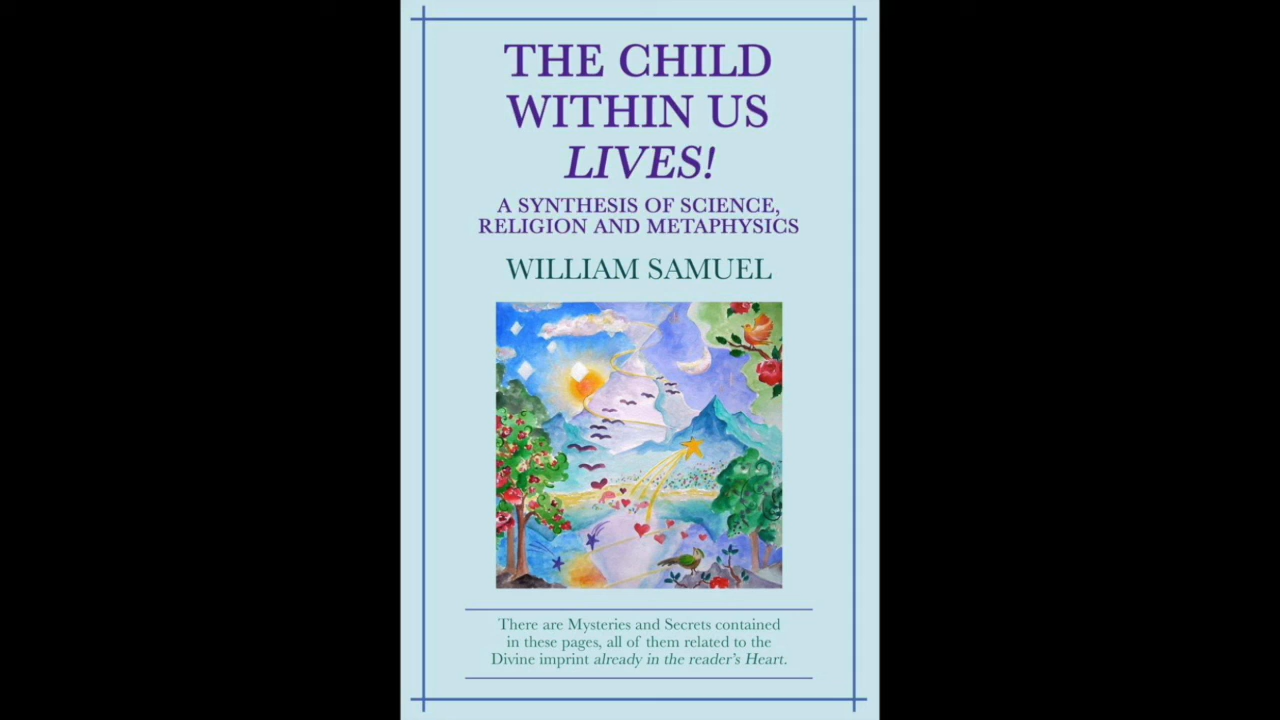 THE CHILD
WITHIN US
LIVES!
A SYNTHESIS OF SCIENCE,
RELIGION AND METAPHYSICS
WILLIAM SAMUEL
There are Mysteries and Secrets contained
in these pages, all of them related to the
Divine imprint already in the reader's Heart.